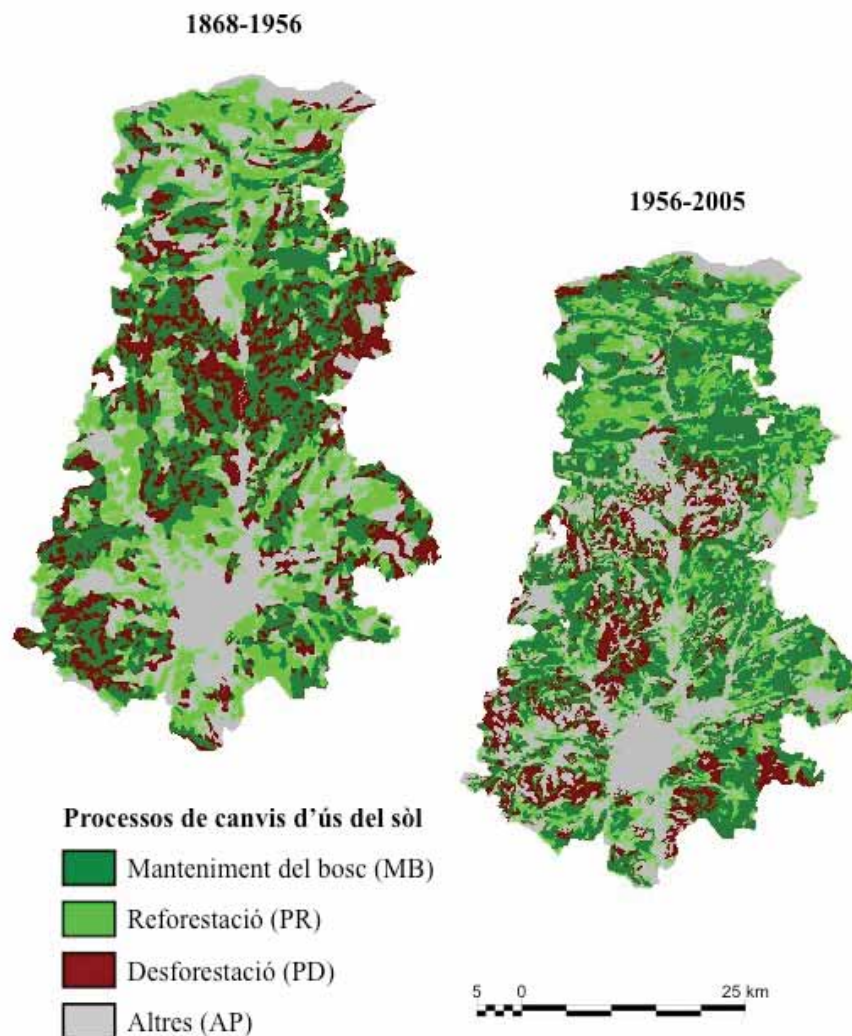 1868-1956
1956-2005
Processos de canvis d'ús del sòl
Manteniment del bosc (MB)
Reforestació (PR)
Desforestació (PD)
Altres (AP)
5 0 25 km